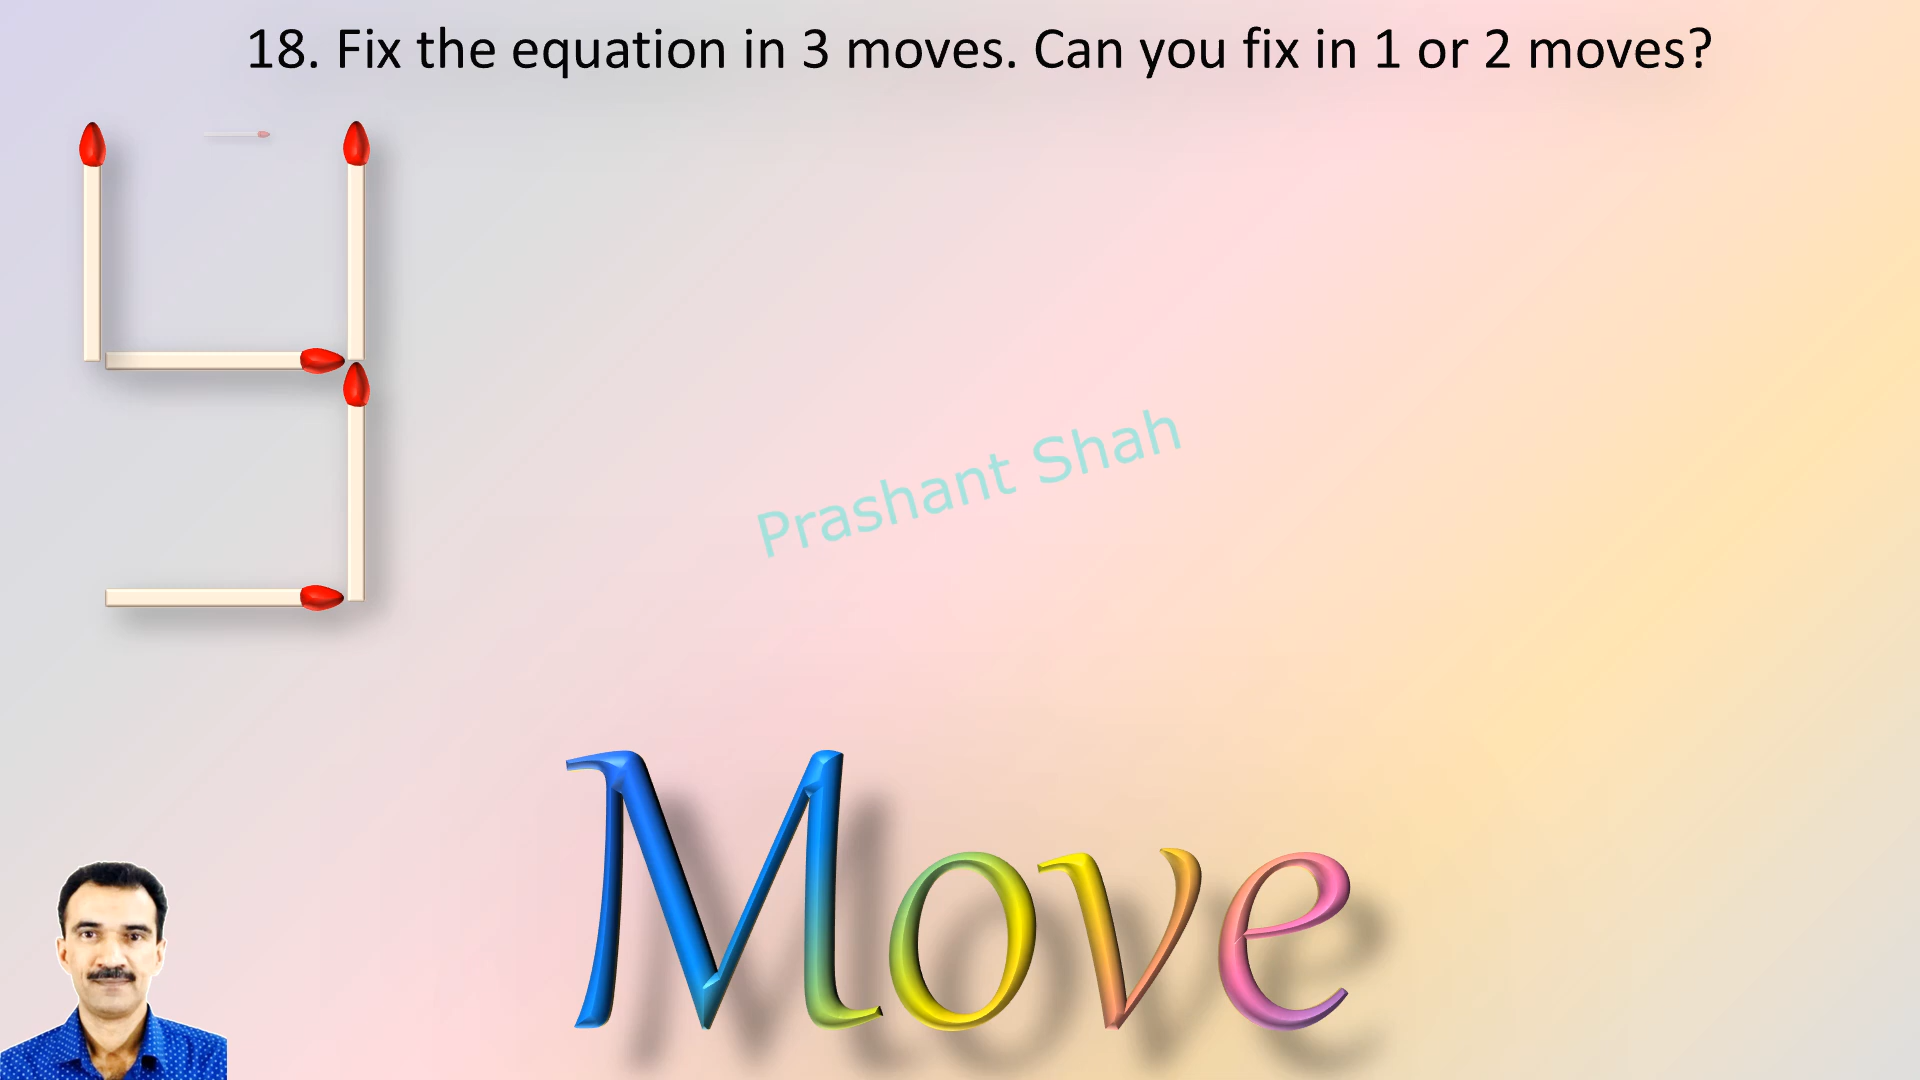 18. Fix the equation in 3 moves. Can you fix in 1 or 2 moves?
Prashant Shah
Move